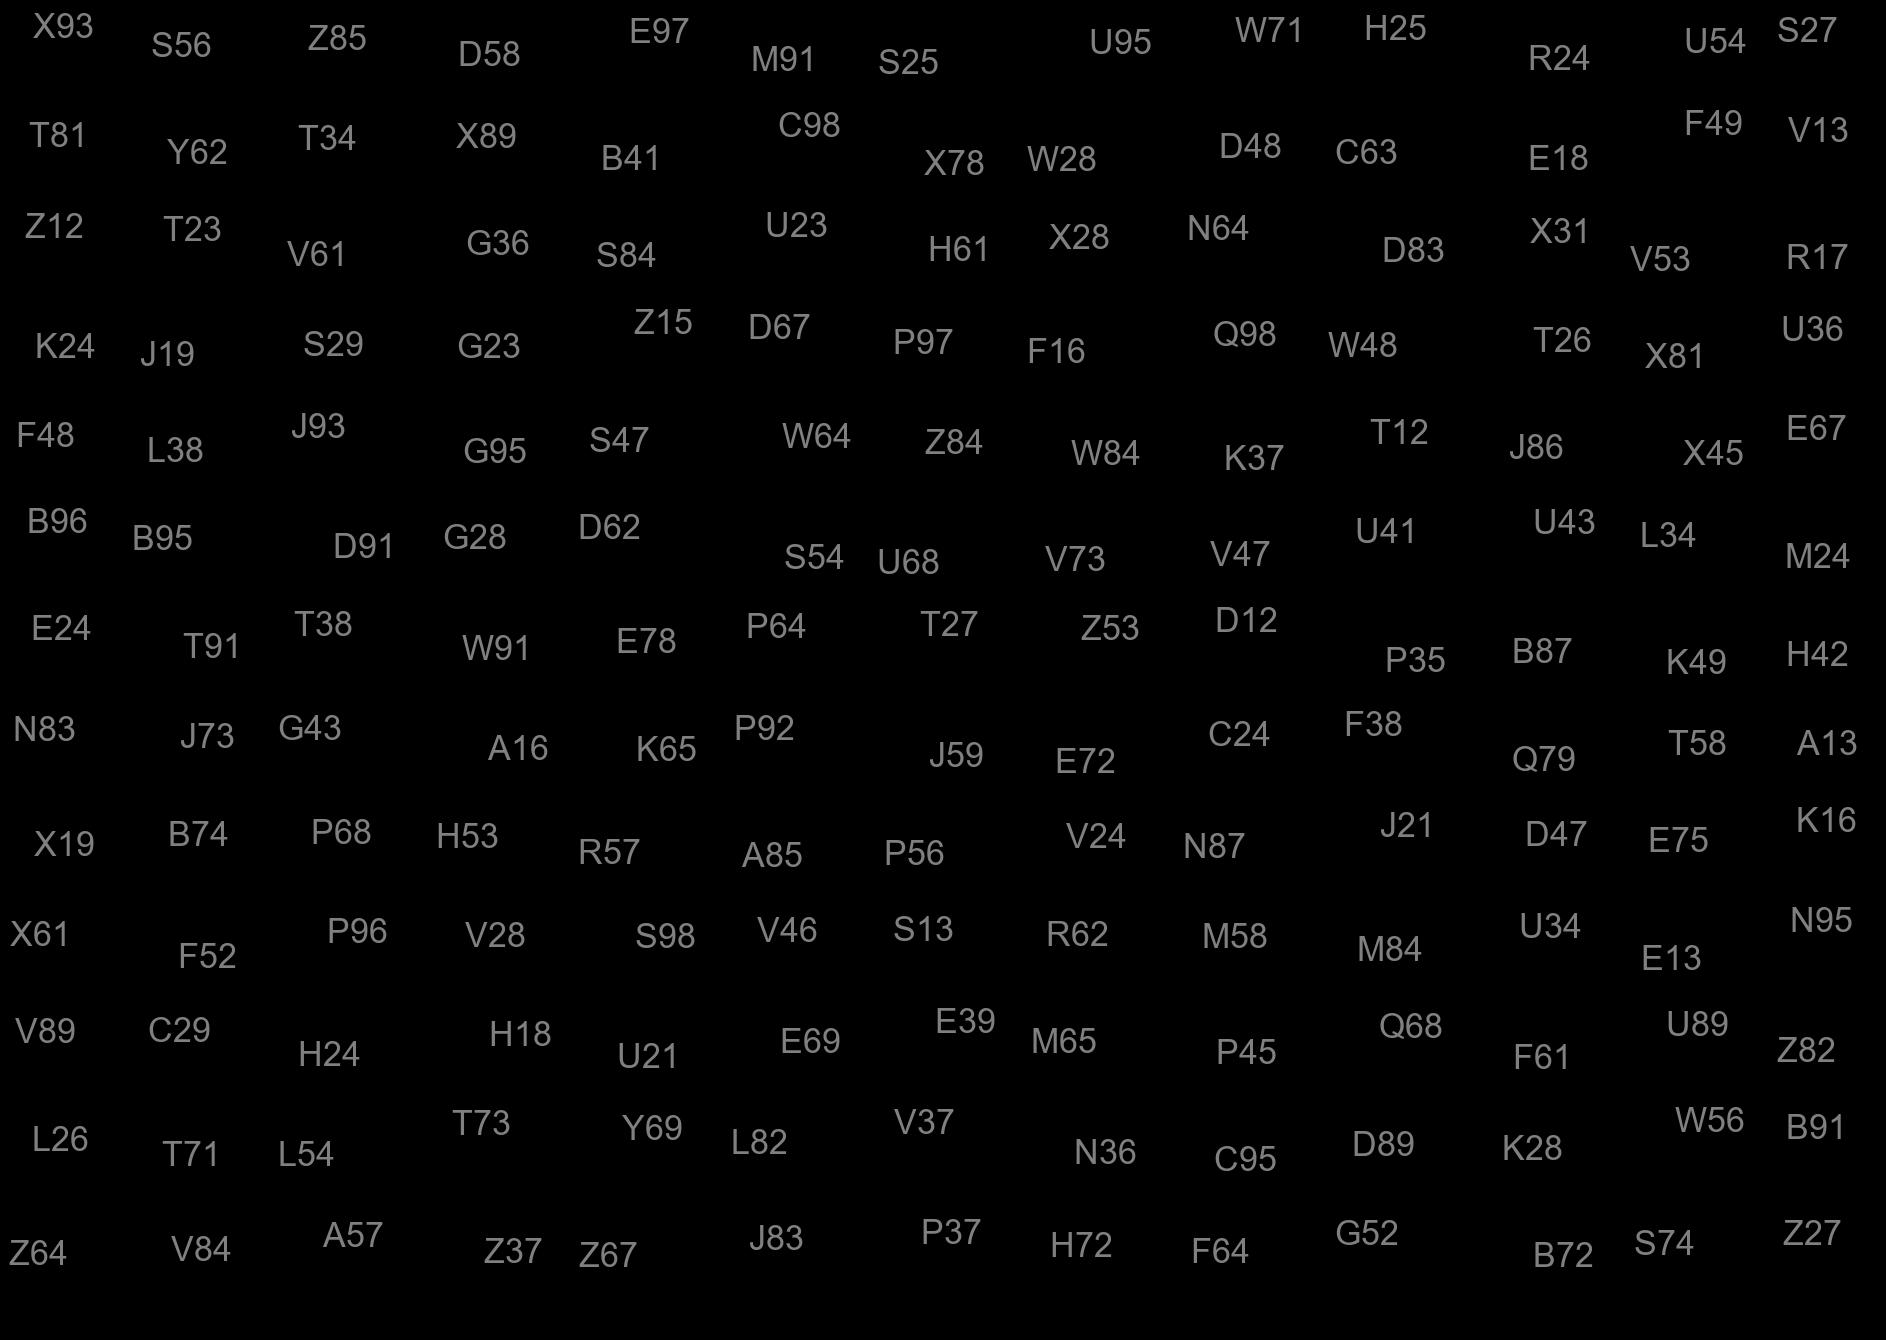 X93 S56 Z85 D58 E97 M91 S25 U95 W71 H25 R24 U54 S27
T81 Y62 T34 X89 B41 C98 X78 W28 D48 C63 E18 F49 V13
Z12 T23 V61 G36 S84 U23 H61 X28 N64 D83 X31 V53 R17
K24 J19 S29 G23 Z15 D67 P97 F16 Q98 W48 T26 X81 U36
F48 L38 J93 G95 S47 W64 Z84 W84 K37 T12 J86 X45 E67
B96 B95 D91 G28 D62 S54 U68 V73 V47 U41 U43 L34 M24
E24 T91 T38 W91 E78 P64 T27 Z53 D12 P35 B87 K49 H42
N83 J73 G43 A16 K65 P92 J59 E72 C24 F38 Q79 T58 A13
X19 B74 P68 H53 R57 A85 P56 V24 N87 J21 D47 E75 K16
X61 F52 P96 V28 S98 V46 S13 R62 M58 M84 U34 E13 N95
V89 C29 H24 H18 U21 E69 E39 M65 P45 Q68 F61 U89 Z82
L26 T71 L54 T73 Y69 L82 V37 N36 C95 D89 K28 W56 B91
Z64 V84 A57 Z37 Z67 J83 P37 H72 F64 G52 B72 S74 Z27